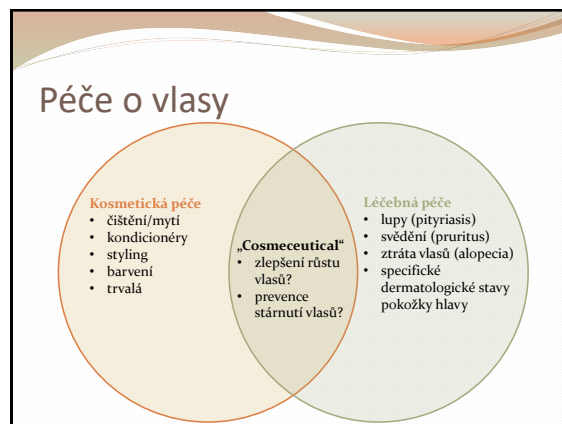 Péče o vlasy
Kosmetická péče
• čištění/mytí
• kondicionéry
• styling
• barvení
• trvalá
„Cosmeceutical“
• zlepšení růstu
vlasů?
• prevence
stárnutí vlasů?
Léčebná péče
• lupy (pityriasis)
• svědění (pruritus)
• ztráta vlasů (alopecia)
• specifické
dermatologické stavy
pokožky hlavy